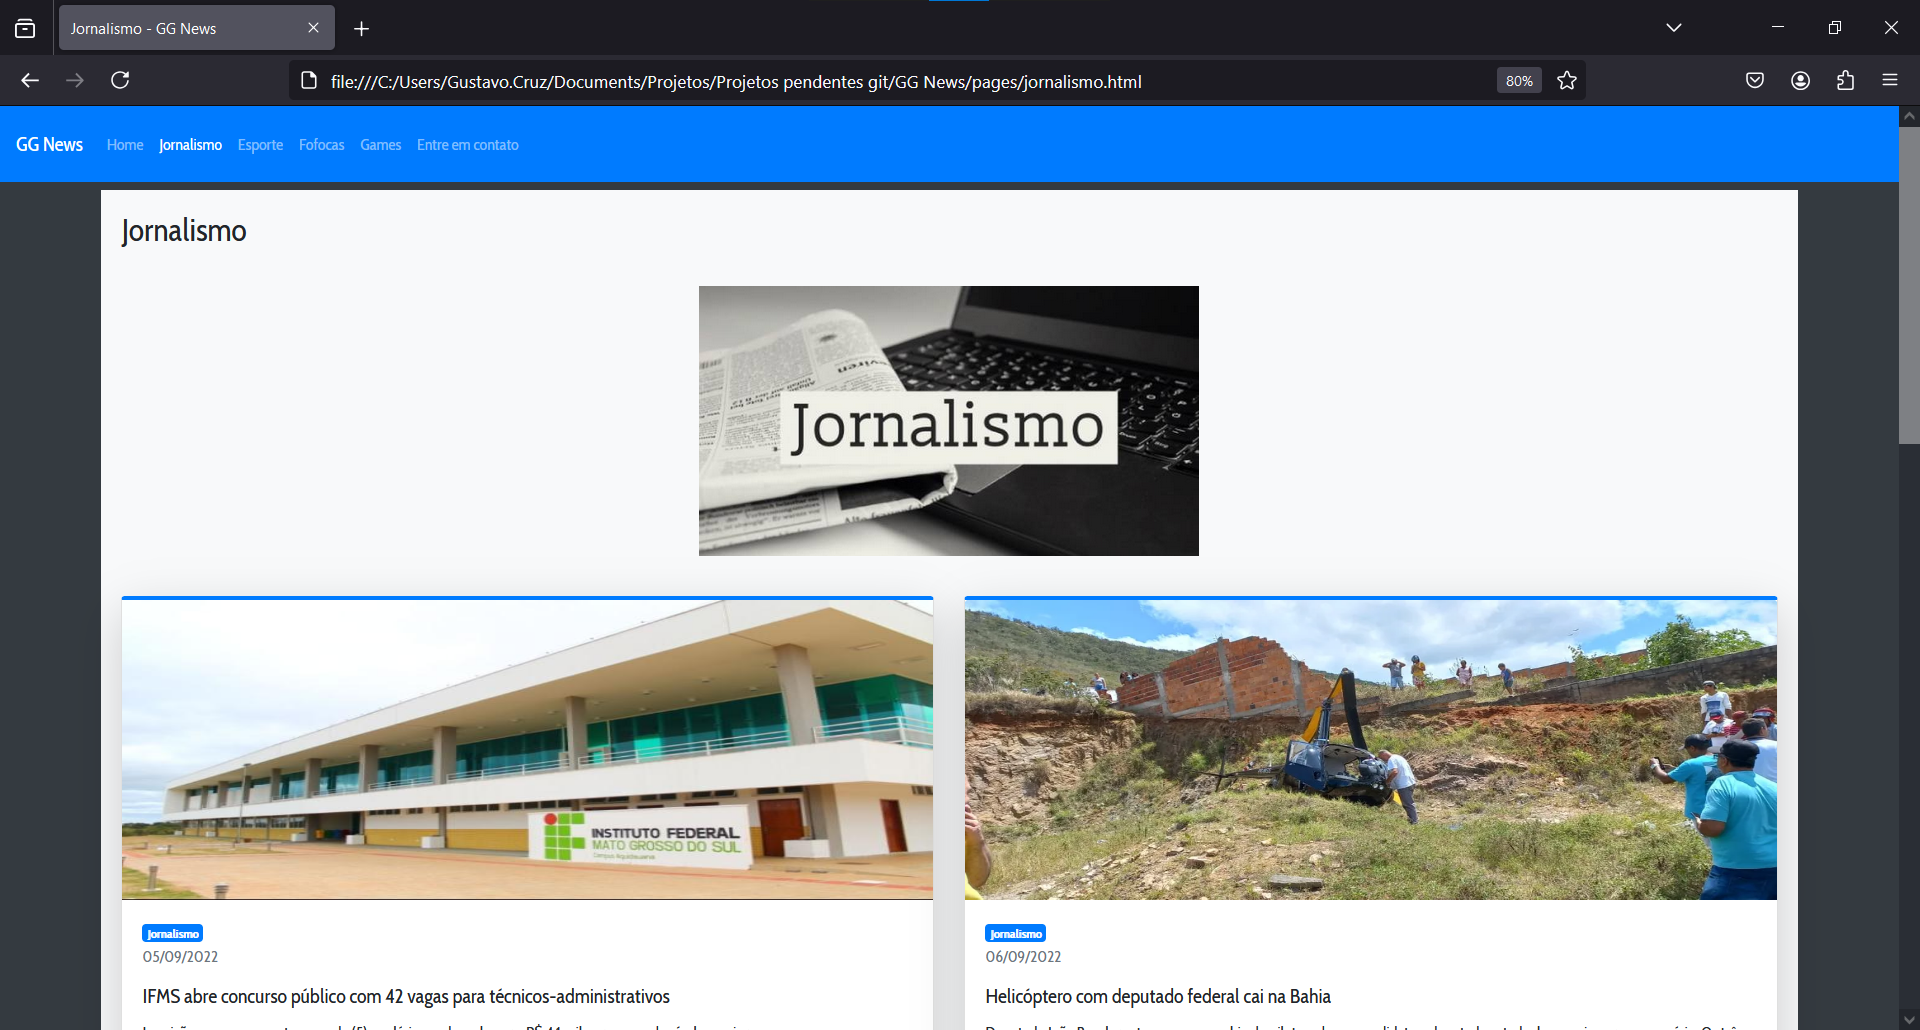 Jornalismo - GG News
file:///C:/Users/Gustavo.Cruz/Documents/Projetos/Projetos pendentes git/GG News/pages/jornalismo.html
80%
GG News Home Jornalismo Esporte Fofocas Games Entre em contato
Jornalismo
Jornalismo
INSTITUTO FEDERAL
MATO GROSSO DO SUL
Jornalismo
05/09/2022
IFMS abre concurso público com 42 vagas para técnicos-administrativos
Jornalismo
06/09/2022
Helicóptero com deputado federal cai na Bahia